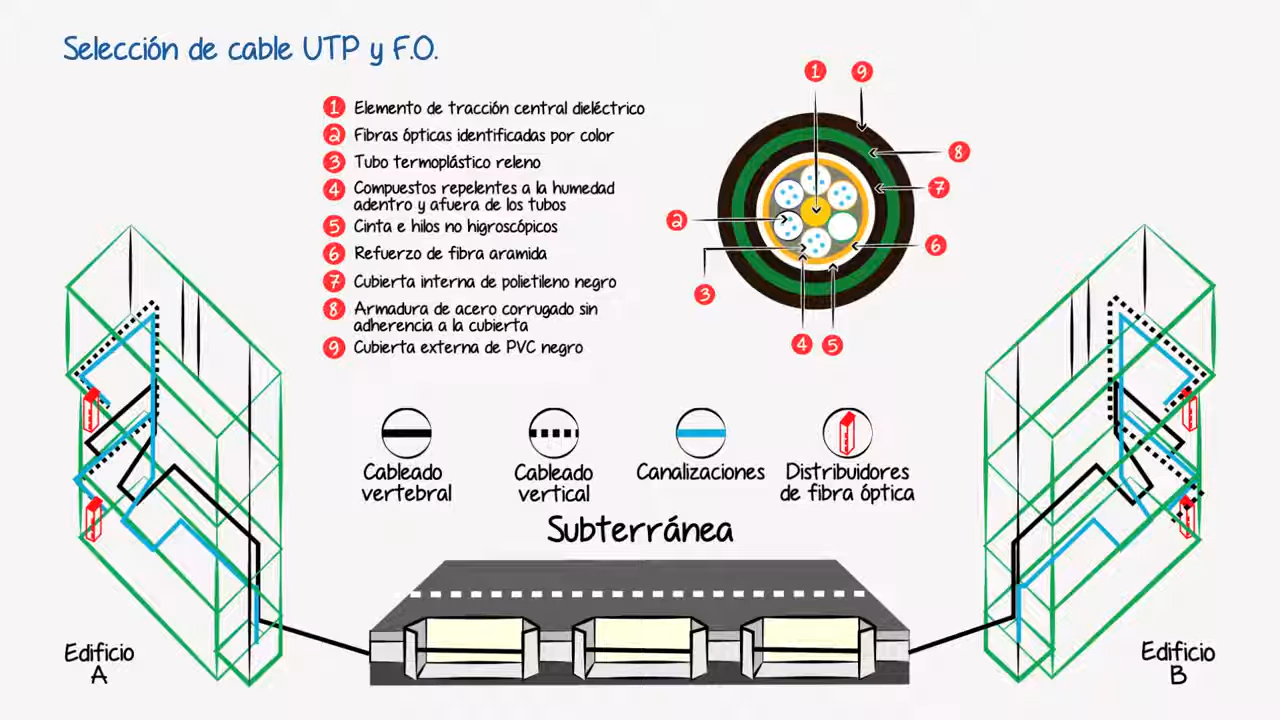 Selección de cable UTP y F.O.
1 Elemento de tracción central dieléctrico
2 Fibras ópticas identificadas por color
3 Tubo termoplástico releno
4 Compuestos repelentes a la humedad
adentro y afuera de los tubos
5 Cinta e hilos no higroscópicos
6 Refuerzo de fibra aramida
7 Cubierta interna de polietileno negro
8 Armadura de acero corrugado sin
adherencia a la cubierta
9 Cubierta externa de PVC negro
1
9
8
7
2
6
3
4
5
Cableado
vertebral
Cableado
vertical
Canalizaciones
Distribuidores
de fibra óptica
Subterránea
Edificio
A
Edificio
B